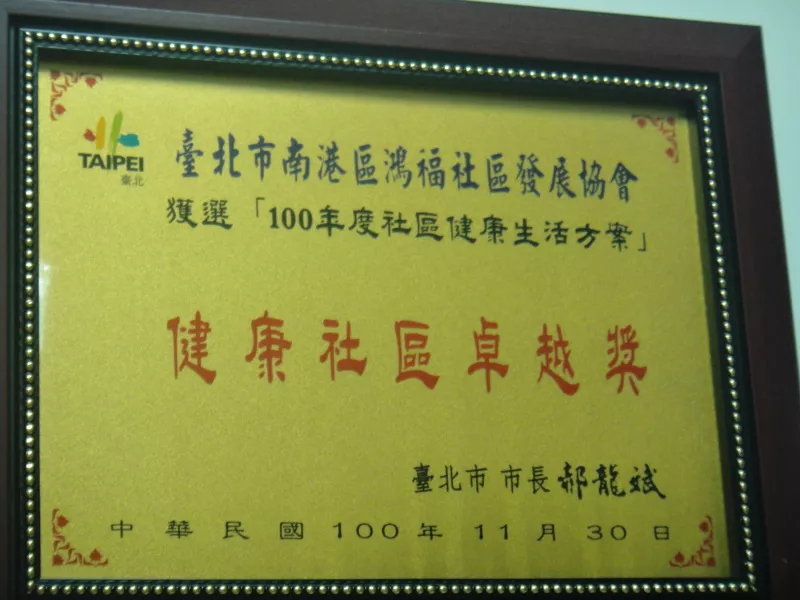 TAIPEI
臺北
臺北市南港區鴻福社區發展協會
獲選「100年度社區健康生活方案」
健康社區卓越獎
臺北市 市長 郝龍斌
中華民國100年11月30日